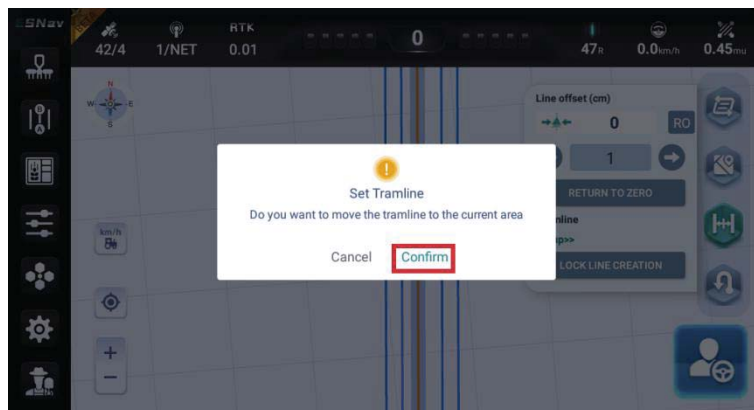 ESNav
42/4
1/NET
RTK
0.01
0
47R
0.0km/h
0.45mu
N
W
E
S
A
B
km/h
Line offset (cm)
0
RO
1
RETURN TO ZERO
LOCK LINE CREATION
Set Tramline
Do you want to move the tramline to the current area
Cancel
Confirm